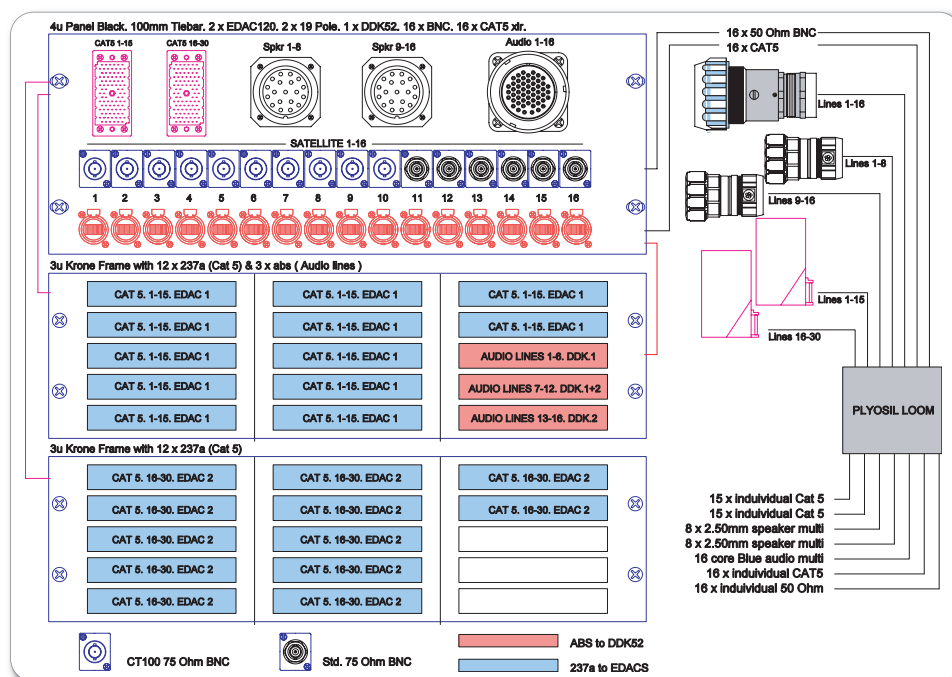 4u Panel Black. 100mm Tiebar. 2 x EDAC120. 2 x 19 Pole. 1 x DDK52. 16 x BNC. 16 x CAT5 xlr.
CAT5 1-15
CAT5 16-30
Spkr 1-8
Spkr 9-16
Audio 1-16
SATELLITE 1-16
1 2 3 4 5 6 7 8 9 10 11 12 13 14 15 16
16 x 50 Ohm BNC
16 x CAT5
Lines 1-16
Lines 1-8
Lines 9-16
Lines 1-15
Lines 16-30
3u Krone Frame with 12 x 237a (Cat 5) & 3 x abs ( Audio lines )
CAT 5. 1-15. EDAC 1 CAT 5. 1-15. EDAC 1 CAT 5. 1-15. EDAC 1
CAT 5. 1-15. EDAC 1 CAT 5. 1-15. EDAC 1 CAT 5. 1-15. EDAC 1
CAT 5. 1-15. EDAC 1 CAT 5. 1-15. EDAC 1 AUDIO LINES 1-6. DDK.1
CAT 5. 1-15. EDAC 1 CAT 5. 1-15. EDAC 1 AUDIO LINES 7-12. DDK.1+2
CAT 5. 1-15. EDAC 1 CAT 5. 1-15. EDAC 1 AUDIO LINES 13-16. DDK.2
3u Krone Frame with 12 x 237a (Cat 5)
CAT 5. 16-30. EDAC 2 CAT 5. 16-30. EDAC 2 CAT 5. 16-30. EDAC 2
CAT 5. 16-30. EDAC 2 CAT 5. 16-30. EDAC 2 CAT 5. 16-30. EDAC 2
CAT 5. 16-30. EDAC 2 CAT 5. 16-30. EDAC 2
CAT 5. 16-30. EDAC 2 CAT 5. 16-30. EDAC 2
CAT 5. 16-30. EDAC 2 CAT 5. 16-30. EDAC 2
PLYOSIL LOOM
15 x induividual Cat 5
15 x induividual Cat 5
8 x 2.50mm speaker multi
8 x 2.50mm speaker multi
16 core Blue audio multi
16 x induividual CAT5
16 x induividual 50 Ohm
CT100 75 Ohm BNC
Std. 75 Ohm BNC
ABS to DDK52
237a to EDACS